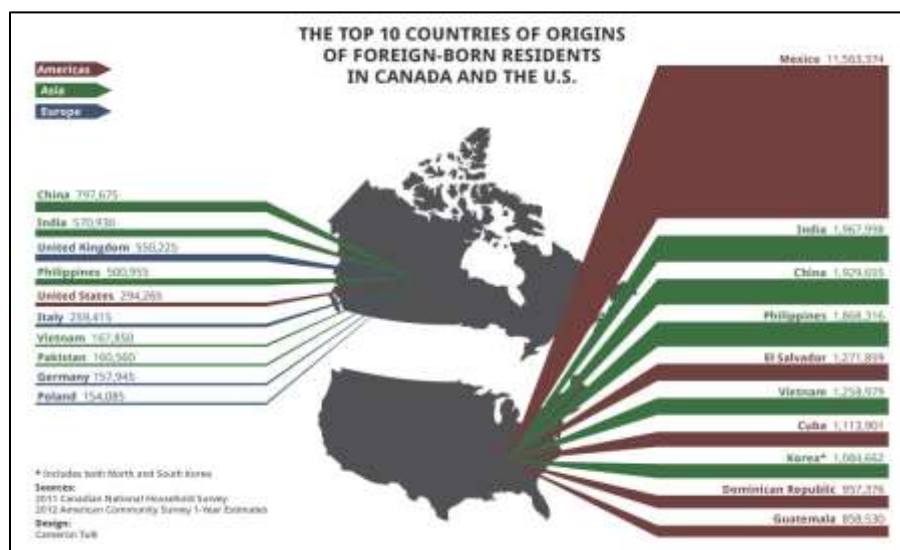 THE TOP 10 COUNTRIES OF ORIGINS
OF FOREIGN-BORN RESIDENTS
IN CANADA AND THE U.S.
Americas
Asia
Europe
China 797,675
India 570,930
United Kingdom 550,225
Philippines 500,955
United States 294,265
Italy 259,415
Vietnam 167,850
Pakistan 160,560
Germany 157,945
Poland 154,085
Mexico 11,563,374
India 1,967,998
China 1,929,635
Philippines 1,868,316
El Salvador 1,271,859
Vietnam 1,258,979
Cuba 1,113,901
Korea* 1,084,662
Dominican Republic 957,376
Guatemala 858,530
* Includes both North and South Korea
Sources:
2011 Canadian National Household Survey
2012 American Community Survey 1-Year Estimates
Design:
Cameron Tulk